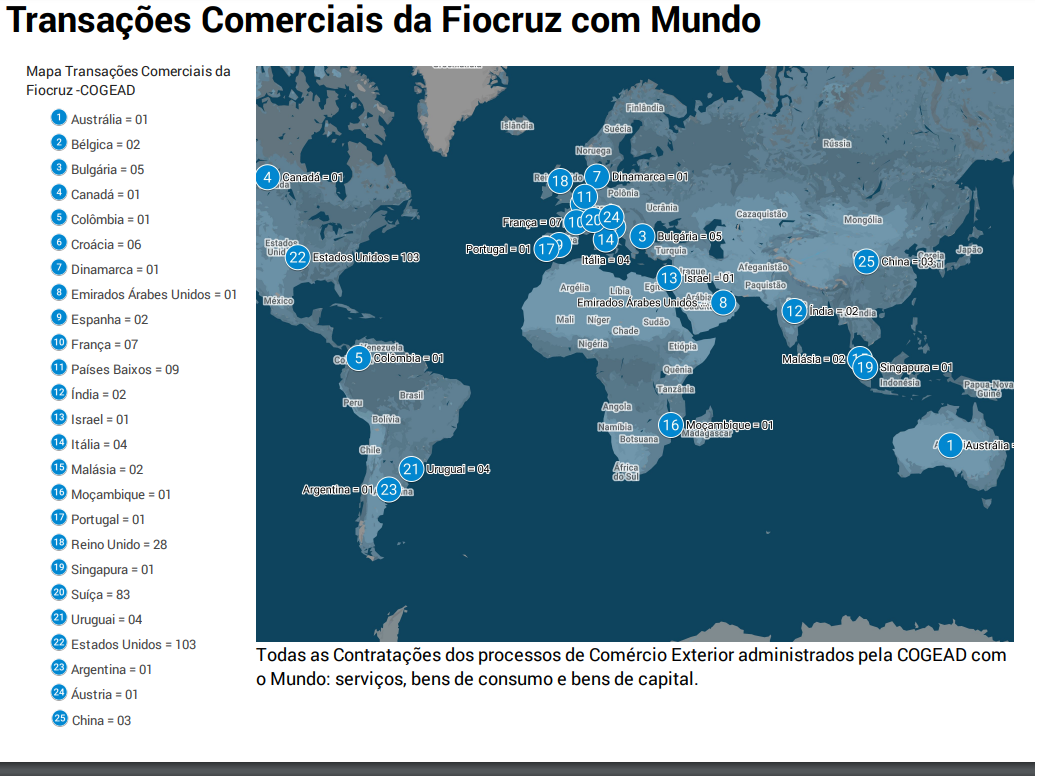 Transações Comerciais da Fiocruz com Mundo
Mapa Transações Comerciais da
Fiocruz -COGEAD
1 Austrália = 01
2 Bélgica = 02
3 Bulgária = 05
4 Canadá = 01
5 Colômbia = 01
6 Croácia = 06
7 Dinamarca = 01
8 Emirados Árabes Unidos = 01
9 Espanha = 02
10 França = 07
11 Países Baixos = 09
12 Índia = 02
13 Israel = 01
14 Itália = 04
15 Malásia = 02
16 Moçambique = 01
17 Portugal = 01
18 Reino Unido = 28
19 Singapura = 01
20 Suíça = 83
21 Uruguai = 04
22 Estados Unidos = 103
23 Argentina = 01
24 Áustria = 01
25 China = 03
Islândia
Finlândia
Suécia
Noruega
Rússia
4 Canadá = 01
18
7 Dinamarca = 01
11
Polônia
Ucrânia
França = 07
20
24
Cazaquistão
Mongólia
Portugal = 01
17
14
3 Bulgária = 05
Turquia
Itália = 04
Estados
22 Estados Unidos = 103
25 China = 03
Japão
México
Argélia
Líbia
13 Israel = 01
Afeganistão
Paquistão
Emirados Árabes Unidos...
8
12 Índia = 02
Mali
Níger
Chade
Sudão
Nigéria
Etiópia
5 Colômbia = 01
Malásia = 02
19 Singapura = 01
Indonésia
Papua-Nova
Guiné
Quênia
Tanzânia
Peru
Brasil
Bolívia
Angola
Namíbia
Botsuana
16 Moçambique = 01
Madagascar
Chile
África
do Sul
1 Austrália =
21 Uruguai = 04
Argentina = 01
23
Todas as Contratações dos processos de Comércio Exterior administrados pela COGEAD com
o Mundo: serviços, bens de consumo e bens de capital.